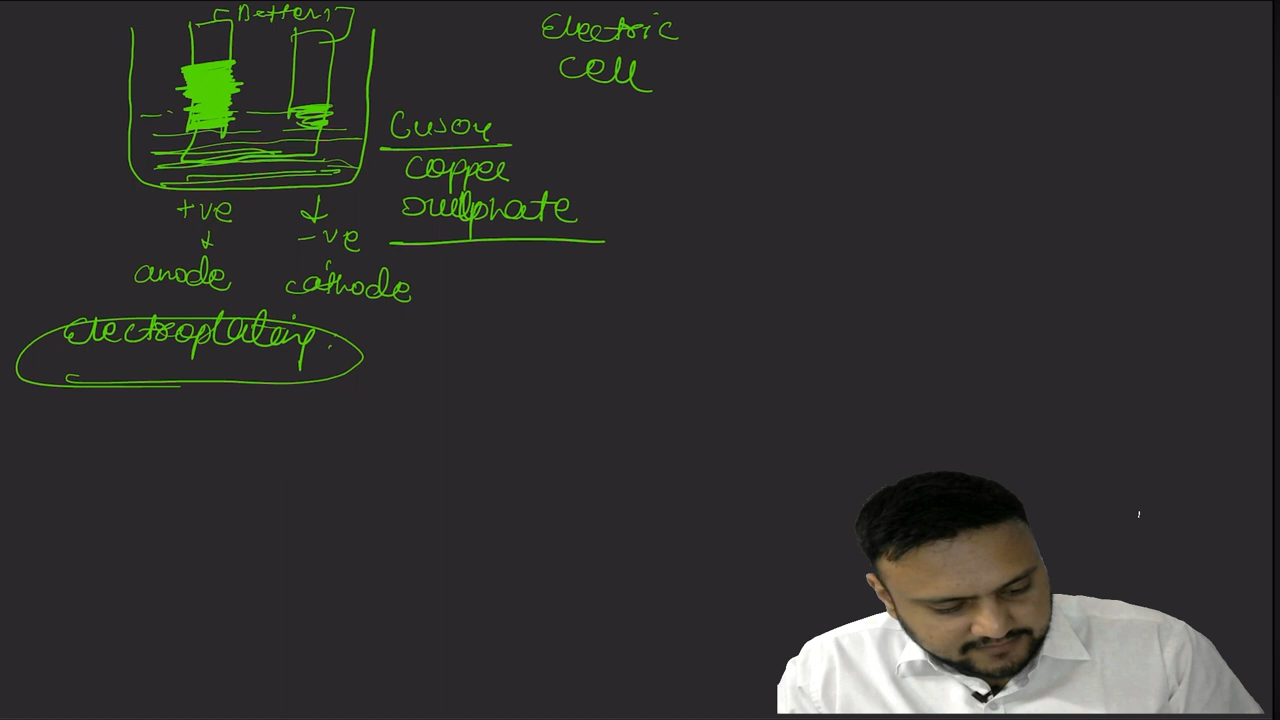 Battery
Electric
Cell
CuSO4
Copper
Sulphate
+ve
-ve
anode
cathode
Electroplating.